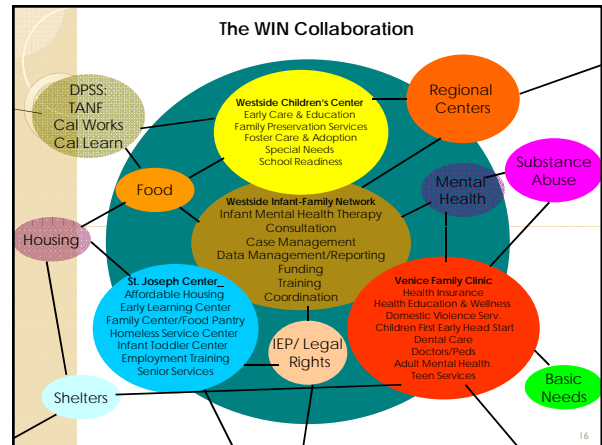 The WIN Collaboration
DPSS:
TANF
Cal Works
Cal Learn
Westside Children's Center
Early Care & Education
Family Preservation Services
Foster Care & Adoption
Special Needs
School Readiness
Regional
Centers
Substance
Abuse
Mental
Health
Food
Westside Infant-Family Network
Infant Mental Health Therapy
Consultation
Case Management
Data Management/Reporting
Funding
Training
Coordination
Housing
St. Joseph Center_
Affordable Housing
Early Learning Center
Family Center/Food Pantry
Homeless Service Center
Infant Toddler Center
Employment Training
Senior Services
IEP/ Legal
Rights
Venice Family Clinic
Health Insurance
Health Education & Wellness
Domestic Violence Serv.
Children First Early Head Start
Dental Care
Doctors/Peds
Adult Mental Health
Teen Services
Shelters
Basic
Needs
16